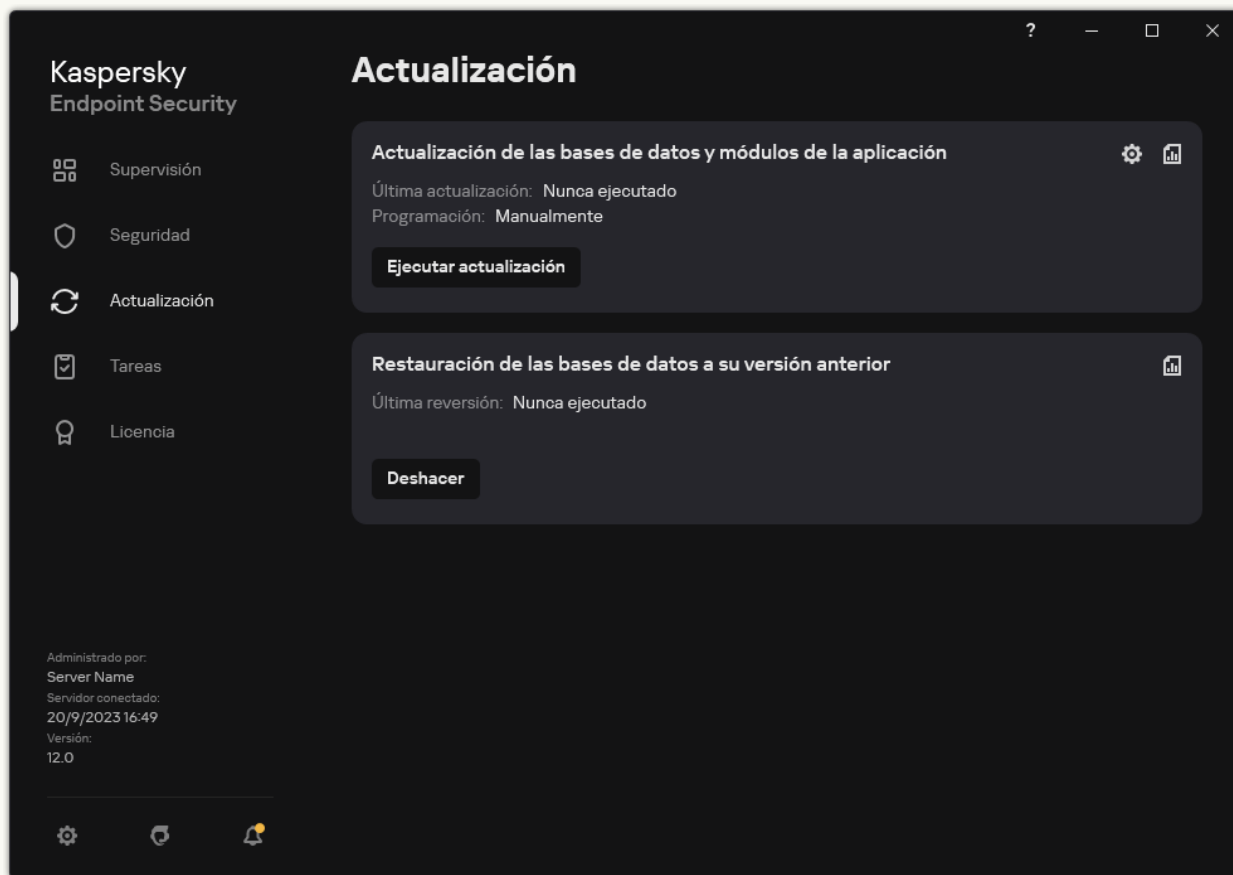 ?
Kaspersky
Endpoint Security
Supervisión
Seguridad
Actualización
Tareas
Licencia
Administrado por:
Server Name
Servidor conectado:
20/9/2023 16:49
Versión:
12.0
Actualización
Actualización de las bases de datos y módulos de la aplicación
Última actualización: Nunca ejecutado
Programación: Manualmente
Ejecutar actualización
Restauración de las bases de datos a su versión anterior
Última reversión: Nunca ejecutado
Deshacer